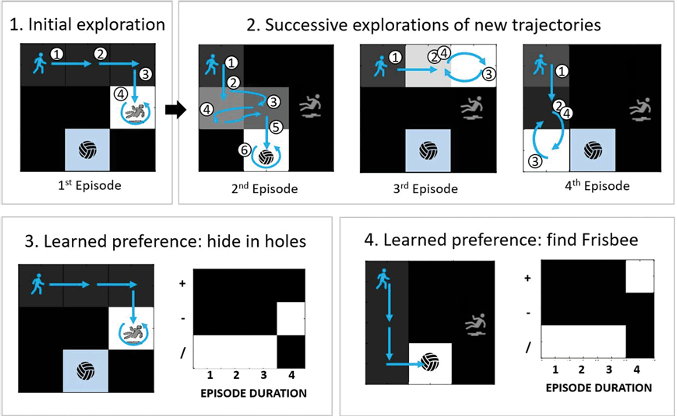 1. Initial exploration
① ② ③ ④
1st Episode
2. Successive explorations of new trajectories
① ② ③ ④ ⑤ ⑥
2nd Episode
① ② ④ ③
3rd Episode
① ② ④ ③
4th Episode
3. Learned preference: hide in holes
+
-
/
1 2 3 4
EPISODE DURATION
4. Learned preference: find Frisbee
+
-
/
1 2 3 4
EPISODE DURATION